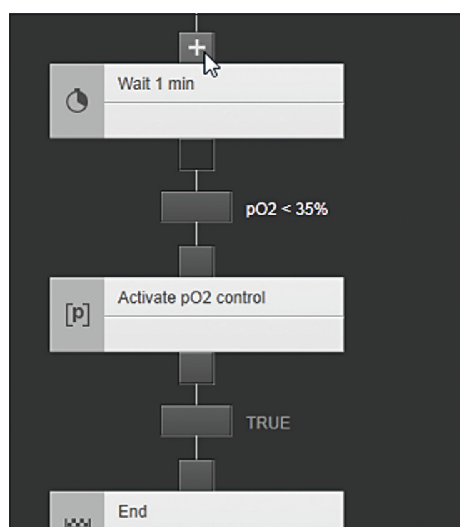 Wait 1 min
pO2 < 35%
[p]
Activate pO2 control
TRUE
End